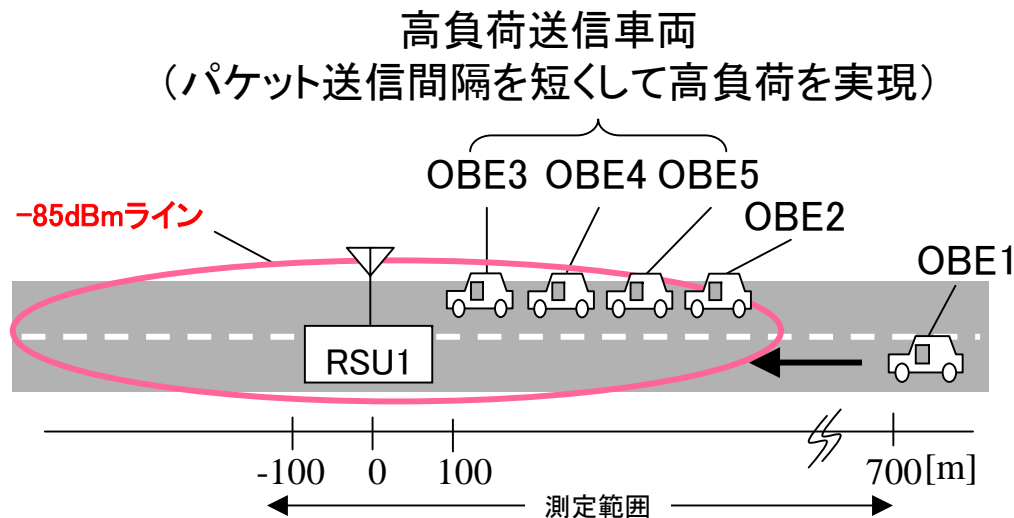 高負荷送信車両
（パケット送信間隔を短くして高負荷を実現）
OBE3 OBE4 OBE5
OBE2
-85dBmライン
OBE1
RSU1
-100 0 100 700[m]
測定範囲